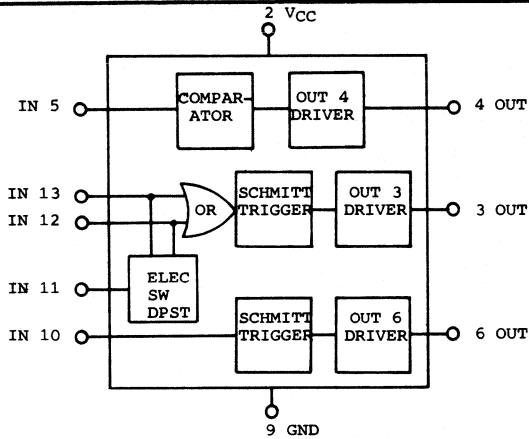 2 VCC
IN 5
COMPAR-
ATOR
OUT 4
DRIVER
4 OUT
IN 13
IN 12
OR
SCHMITT
TRIGGER
OUT 3
DRIVER
3 OUT
IN 11
ELEC
SW
DPST
IN 10
SCHMITT
TRIGGER
OUT 6
DRIVER
6 OUT
9 GND